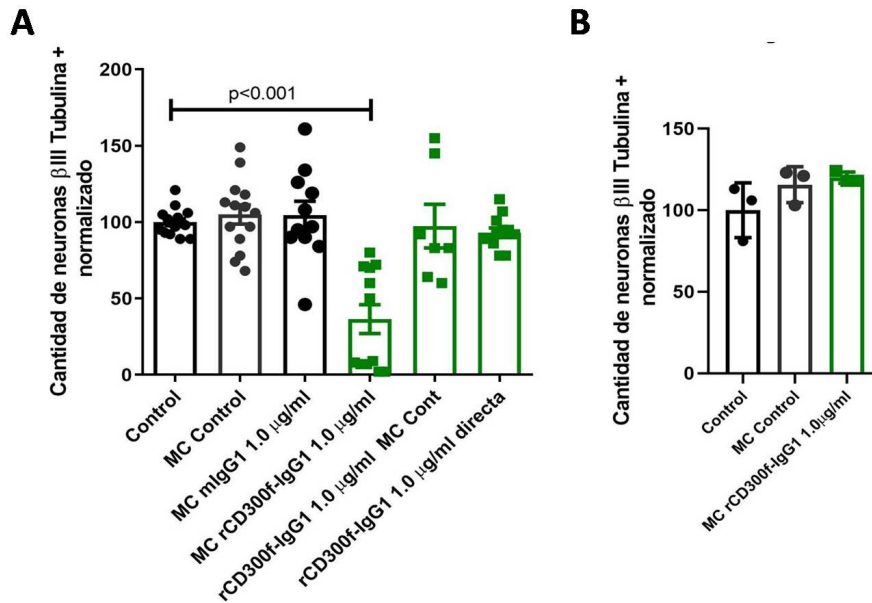 A
Cantidad de neuronas βIII Tubulina +
normalizado
200
150
100
50
0
p<0.001
Control
MC Control
MC mIgG1 1.0 µg/ml
MC rCD300f-IgG1 1.0 µg/ml
rCD300f-IgG1 1.0 µg/ml MC Cont
rCD300f-IgG1 1.0 µg/ml directa
B
Cantidad de neuronas βIII Tubulina +
normalizado
150
100
50
0
Control
MC Control
MC rCD300f-IgG1 1.0µg/ml